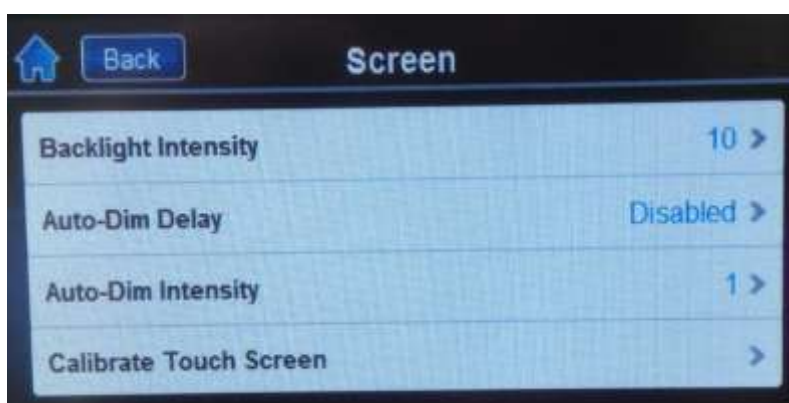 Back
Screen
Backlight Intensity 10 >
Auto-Dim Delay Disabled >
Auto-Dim Intensity 1 >
Calibrate Touch Screen >